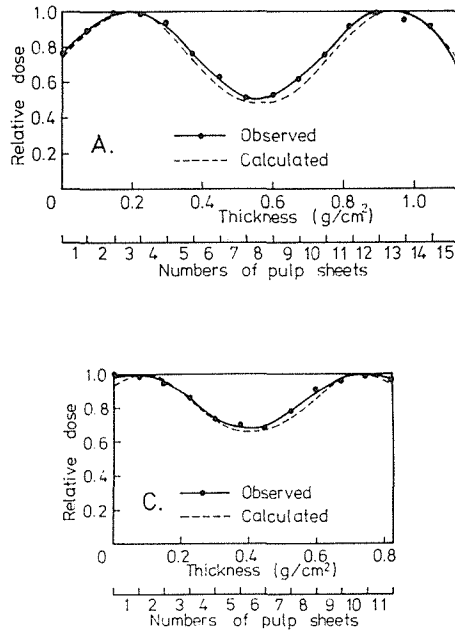 1.0
0.8
0.6
0.4
0.2
Relative dose
A.
Observed
Calculated
0 0.2 0.4 0.6 0.8 1.0
Thickness (g/cm²)
1 2 3 4 5 6 7 8 9 10 11 12 13 14 15
Numbers of pulp sheets
1.0
0.8
0.6
0.4
0.2
Relative dose
C.
Observed
Calculated
0 0.2 0.4 0.6 0.8
Thickness (g/cm²)
1 2 3 4 5 6 7 8 9 10 11
Numbers of pulp sheets